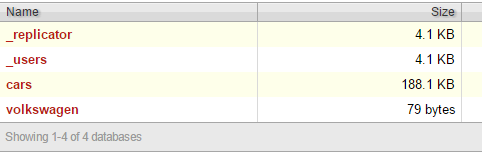 Name Size
_replicator 4.1 KB
_users 4.1 KB
cars 188.1 KB
volkswagen 79 bytes
Showing 1-4 of 4 databases